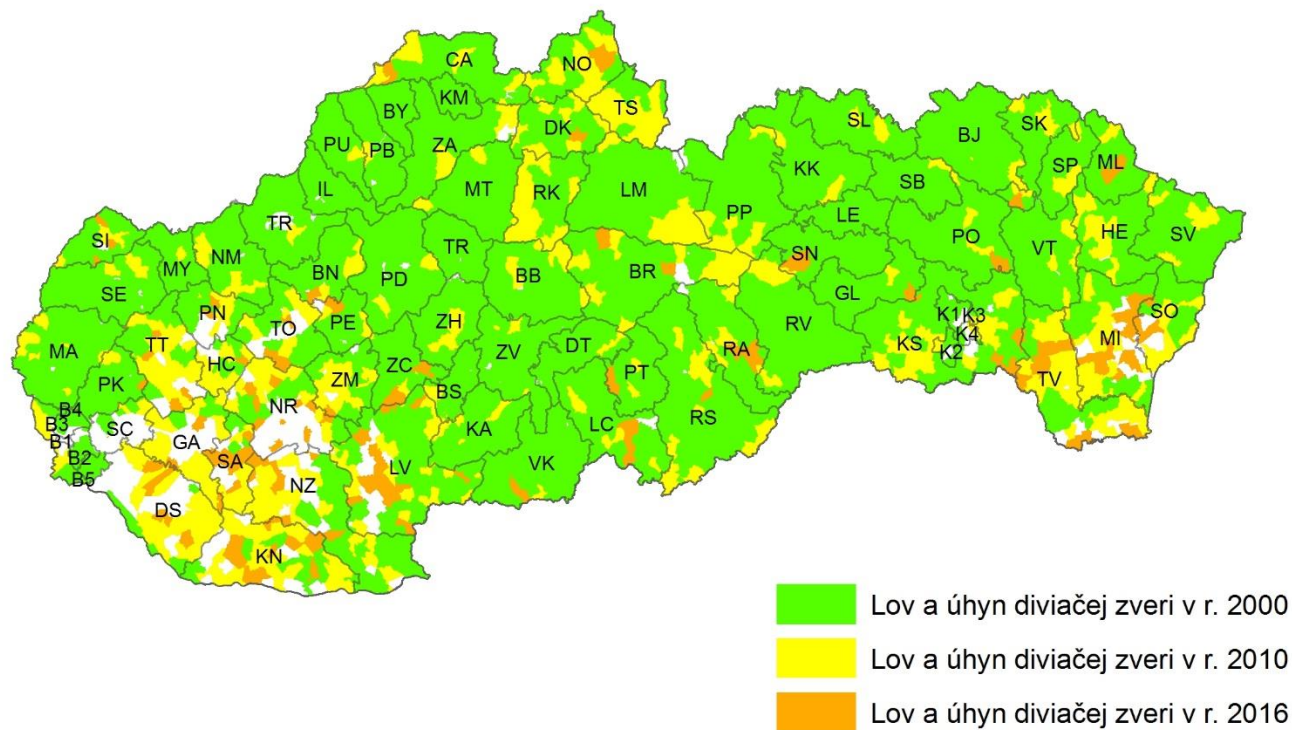 CA
NO
KM
BY
TS
DK
SL
BJ
SK
PU
PB
ZA
KK
SP
ML
IL
MT
RK
LM
SB
TR
PP
LE
HE
SI
PO
VT
SV
MY
NM
BN
PD
TR
BB
BR
SN
SE
GL
PN
TO
PE
ZH
RV
K1
K3
SO
MA
TT
ZV
DT
RA
KS
K4
K2
MI
HC
ZM
ZC
PT
TV
PK
BS
B4
NR
RS
B3
SC
KA
LC
B1
GA
B2
SA
LV
VK
B5
NZ
DS
KN
Lov a úhyn diviačej zveri v r. 2000
Lov a úhyn diviačej zveri v r. 2010
Lov a úhyn diviačej zveri v r. 2016